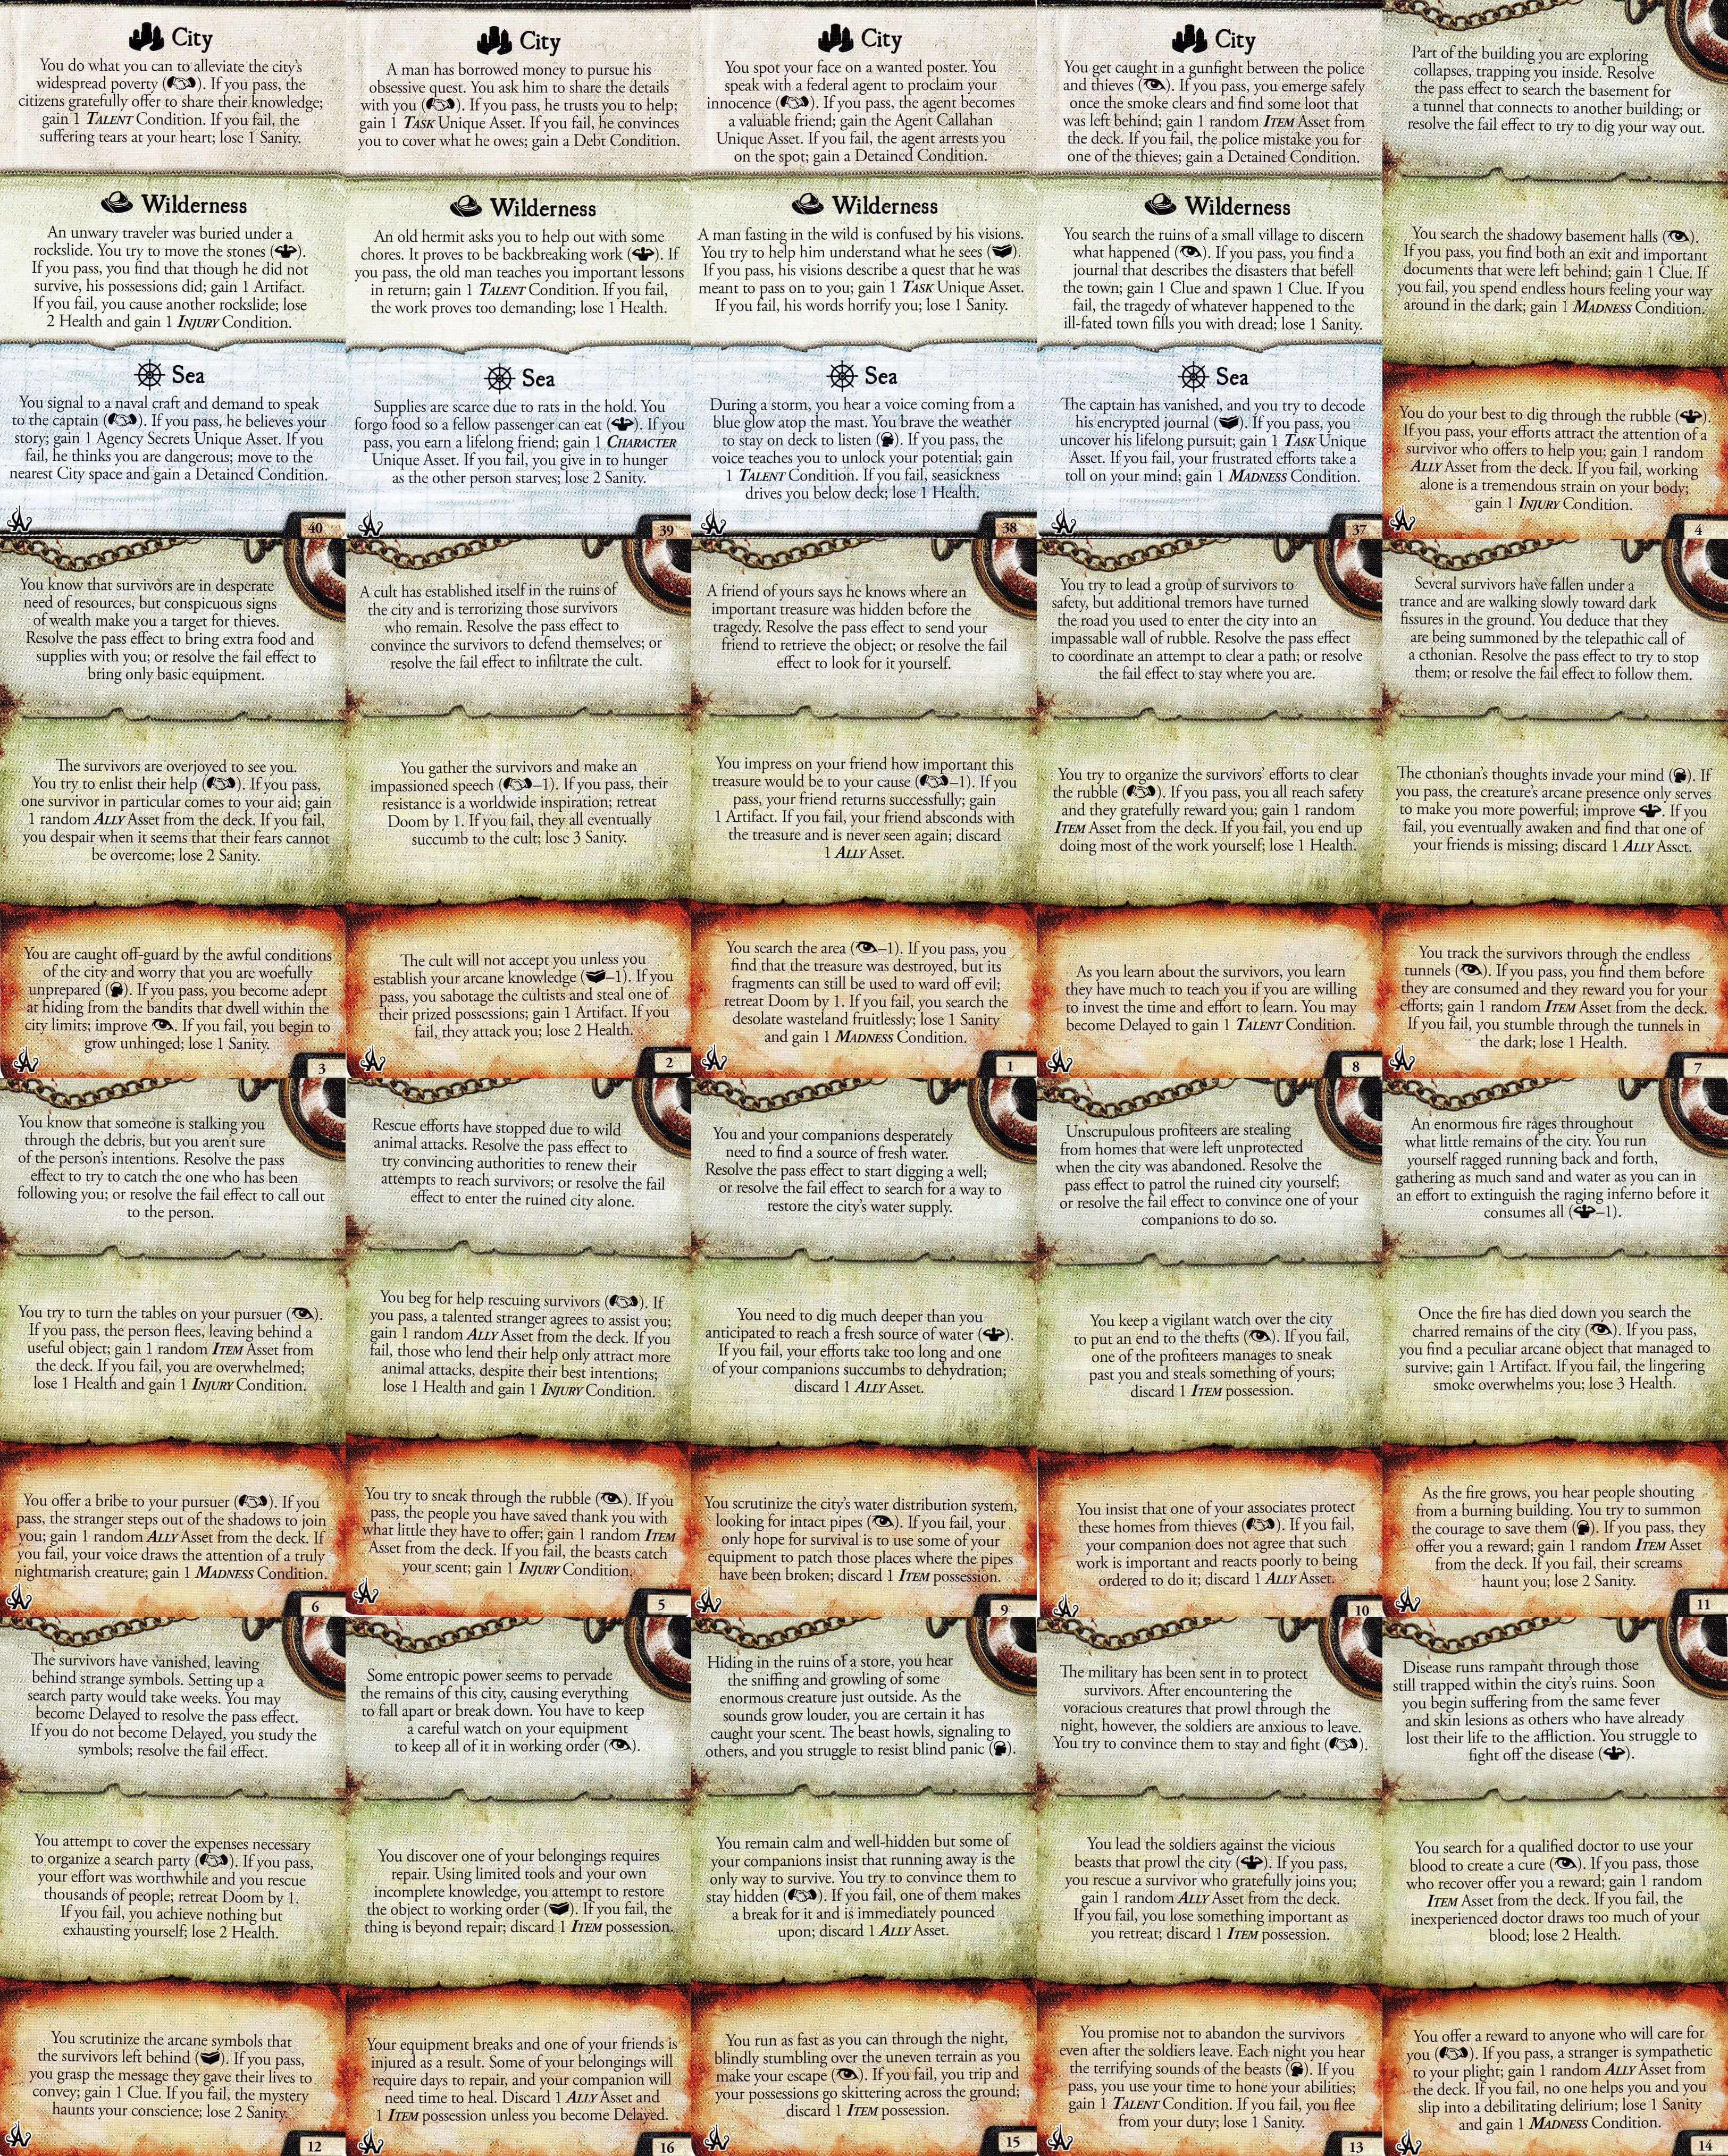 City
You do what you can to alleviate the city's
widespread poverty (). If you pass, the
citizens gratefully offer to share their knowledge;
gain 1 TALENT Condition. If you fail, the
suffering tears at your heart; lose 1 Sanity.
Wilderness
An unwary traveler was buried under a
rockslide. You try to move the stones ().
If you pass, you find that though he did not
survive, his possessions did; gain 1 Artifact.
If you fail, you cause another rockslide; lose
2 Health and gain 1 INJURY Condition.
Sea
You signal to a naval craft and demand to speak
to the captain (). If you pass, he believes your
story; gain 1 Agency Secrets Unique Asset. If you
fail, he thinks you are dangerous; move to the
nearest City space and gain a Detained Condition.
40
City
A man has borrowed money to pursue his
obsessive quest. You ask him to share the details
with you (). If you pass, he trusts you to help;
gain 1 TASK Unique Asset. If you fail, he convinces
you to cover what he owes; gain a Debt Condition.
Wilderness
An old hermit asks you to help out with some
chores. It proves to be backbreaking work (). If
you pass, the old man teaches you important lessons
in return; gain 1 TALENT Condition. If you fail,
the work proves too demanding; lose 1 Health.
Sea
Supplies are scarce due to rats in the hold. You
forgo food so a fellow passenger can eat (). If you
pass, you earn a lifelong friend; gain 1 CHARACTER
Unique Asset. If you fail, you give in to hunger
as the other person starves; lose 2 Sanity.
39
City
You spot your face on a wanted poster. You
speak with a federal agent to proclaim your
innocence (). If you pass, the agent becomes
a valuable friend; gain the Agent Callahan
Unique Asset. If you fail, the agent arrests you
on the spot; gain a Detained Condition.
Wilderness
A man fasting in the wild is confused by his visions.
You try to help him understand what he sees ().
If you pass, his visions describe a quest that he was
meant to pass on to you; gain 1 TASK Unique Asset.
If you fail, his words horrify you; lose 1 Sanity.
Sea
During a storm, you hear a voice coming from a
blue glow atop the mast. You brave the weather
to stay on deck to listen (). If you pass, the
voice teaches you to unlock your potential; gain
1 TALENT Condition. If you fail, seasickness
drives you below deck; lose 1 Health.
38
City
You get caught in a gunfight between the police
and thieves (). If you pass, you emerge safely
once the smoke clears and find some loot that
was left behind; gain 1 random ITEM Asset from
the deck. If you fail, the police mistake you for
one of the thieves; gain a Detained Condition.
Wilderness
You search the ruins of a small village to discern
what happened (). If you pass, you find a
journal that describes the disasters that befell
the town; gain 1 Clue and spawn 1 Clue. If you
fail, the tragedy of whatever happened to the
ill-fated town fills you with dread; lose 1 Sanity.
Sea
The captain has vanished, and you try to decode
his encrypted journal (). If you pass, you
uncover his lifelong pursuit; gain 1 TASK Unique
Asset. If you fail, your frustrated efforts take a
toll on your mind; gain 1 MADNESS Condition.
37
Part of the building you are exploring
collapses, trapping you inside. Resolve
the pass effect to search the basement for
a tunnel that connects to another building; or
resolve the fail effect to try to dig your way out.
You search the shadowy basement halls ().
If you pass, you find both an exit and important
documents that were left behind; gain 1 Clue. If
you fail, you spend endless hours feeling your way
around in the dark; gain 1 MADNESS Condition.
You do your best to dig through the rubble ().
If you pass, your efforts attract the attention of a
survivor who offers to help you; gain 1 random
ALLY Asset from the deck. If you fail, working
alone is a tremendous strain on your body;
gain 1 INJURY Condition.
4
You know that survivors are in desperate
need of resources, but conspicuous signs
of wealth make you a target for thieves.
Resolve the pass effect to bring extra food and
supplies with you; or resolve the fail effect to
bring only basic equipment.
The survivors are overjoyed to see you.
You try to enlist their help (). If you pass,
one survivor in particular comes to your aid; gain
1 random ALLY Asset from the deck. If you fail,
you despair when it seems that their fears cannot
be overcome; lose 2 Sanity.
You are caught off-guard by the awful conditions
of the city and worry that you are woefully
unprepared (). If you pass, you become adept
at hiding from the bandits that dwell within the
city limits; improve . If you fail, you begin to
grow unhinged; lose 1 Sanity.
3
A cult has established itself in the ruins of
the city and is terrorizing those survivors
who remain. Resolve the pass effect to
convince the survivors to defend themselves; or
resolve the fail effect to infiltrate the cult.
You gather the survivors and make an
impassioned speech (–1). If you pass, their
resistance is a worldwide inspiration; retreat
Doom by 1. If you fail, they all eventually
succumb to the cult; lose 3 Sanity.
The cult will not accept you unless you
establish your arcane knowledge (–1). If you
pass, you sabotage the cultists and steal one of
their prized possessions; gain 1 Artifact. If you
fail, they attack you; lose 2 Health.
2
A friend of yours says he knows where an
important treasure was hidden before the
tragedy. Resolve the pass effect to send your
friend to retrieve the object; or resolve the fail
effect to look for it yourself.
You impress on your friend how important this
treasure would be to your cause (–1). If you
pass, your friend returns successfully; gain
1 Artifact. If you fail, your friend absconds with
the treasure and is never seen again; discard
1 ALLY Asset.
You search the area (–1). If you pass, you
find that the treasure was destroyed, but its
fragments can still be used to ward off evil;
retreat Doom by 1. If you fail, you search the
desolate wasteland fruitlessly; lose 1 Sanity
and gain 1 MADNESS Condition.
1
You try to lead a group of survivors to
safety, but additional tremors have turned
the road you used to enter the city into an
impassable wall of rubble. Resolve the pass effect
to coordinate an attempt to clear a path; or resolve
the fail effect to stay where you are.
You try to organize the survivors' efforts to clear
the rubble (). If you pass, you all reach safety
and they gratefully reward you; gain 1 random
ITEM Asset from the deck. If you fail, you end up
doing most of the work yourself; lose 1 Health.
As you learn about the survivors, you learn
they have much to teach you if you are willing
to invest the time and effort to learn. You may
become Delayed to gain 1 TALENT Condition.
8
Several survivors have fallen under a
trance and are walking slowly toward dark
fissures in the ground. You deduce that they
are being summoned by the telepathic call of
a cthonian. Resolve the pass effect to try to stop
them; or resolve the fail effect to follow them.
The cthonian's thoughts invade your mind (). If
you pass, the creature's arcane presence only serves
to make you more powerful; improve . If you
fail, you eventually awaken and find that one of
your friends is missing; discard 1 ALLY Asset.
You track the survivors through the endless
tunnels (). If you pass, you find them before
they are consumed and they reward you for your
efforts; gain 1 random ITEM Asset from the deck.
If you fail, you stumble through the tunnels in
the dark; lose 1 Health.
7
You know that someone is stalking you
through the debris, but you aren't sure
of the person's intentions. Resolve the pass
effect to try to catch the one who has been
following you; or resolve the fail effect to call out
to the person.
You try to turn the tables on your pursuer ().
If you pass, the person flees, leaving behind a
useful object; gain 1 random ITEM Asset from
the deck. If you fail, you are overwhelmed;
lose 1 Health and gain 1 INJURY Condition.
You offer a bribe to your pursuer (). If you
pass, the stranger steps out of the shadows to join
you; gain 1 random ALLY Asset from the deck. If
you fail, your voice draws the attention of a truly
nightmarish creature; gain 1 MADNESS Condition.
6
Rescue efforts have stopped due to wild
animal attacks. Resolve the pass effect to
try convincing authorities to renew their
attempts to reach survivors; or resolve the fail
effect to enter the ruined city alone.
You beg for help rescuing survivors (). If
you pass, a talented stranger agrees to assist you;
gain 1 random ALLY Asset from the deck. If you
fail, those who lend their help only attract more
animal attacks, despite their best intentions;
lose 1 Health and gain 1 INJURY Condition.
You try to sneak through the rubble (). If you
pass, the people you have saved thank you with
what little they have to offer; gain 1 random ITEM
Asset from the deck. If you fail, the beasts catch
your scent; gain 1 INJURY Condition.
5
You and your companions desperately
need to find a source of fresh water.
Resolve the pass effect to start digging a well;
or resolve the fail effect to search for a way to
restore the city's water supply.
You need to dig much deeper than you
anticipated to reach a fresh source of water ().
If you fail, your efforts take too long and one
of your companions succumbs to dehydration;
discard 1 ALLY Asset.
You scrutinize the city's water distribution system,
looking for intact pipes (). If you fail, your
only hope for survival is to use some of your
equipment to patch those places where the pipes
have been broken; discard 1 ITEM possession.
9
Unscrupulous profiteers are stealing
from homes that were left unprotected
when the city was abandoned. Resolve the
pass effect to patrol the ruined city yourself;
or resolve the fail effect to convince one of your
companions to do so.
You keep a vigilant watch over the city
to put an end to the thefts (). If you fail,
one of the profiteers manages to sneak
past you and steals something of yours;
discard 1 ITEM possession.
You insist that one of your associates protect
these homes from thieves (). If you fail,
your companion does not agree that such
work is important and reacts poorly to being
ordered to do it; discard 1 ALLY Asset.
10
An enormous fire rages throughout
what little remains of the city. You run
yourself ragged running back and forth,
gathering as much sand and water as you can in
an effort to extinguish the raging inferno before it
consumes all (–1).
Once the fire has died down you search the
charred remains of the city (). If you pass,
you find a peculiar arcane object that managed to
survive; gain 1 Artifact. If you fail, the lingering
smoke overwhelms you; lose 3 Health.
As the fire grows, you hear people shouting
from a burning building. You try to summon
the courage to save them (). If you pass, they
offer you a reward; gain 1 random ITEM Asset
from the deck. If you fail, their screams
haunt you; lose 2 Sanity.
11
The survivors have vanished, leaving
behind strange symbols. Setting up a
search party would take weeks. You may
become Delayed to resolve the pass effect.
If you do not become Delayed, you study the
symbols; resolve the fail effect.
You attempt to cover the expenses necessary
to organize a search party (). If you pass,
your effort was worthwhile and you rescue
thousands of people; retreat Doom by 1.
If you fail, you achieve nothing but
exhausting yourself; lose 2 Health.
You scrutinize the arcane symbols that
the survivors left behind (). If you pass,
you grasp the message they gave their lives to
convey; gain 1 Clue. If you fail, the mystery
haunts your conscience; lose 2 Sanity.
12
Some entropic power seems to pervade
the remains of this city, causing everything
to fall apart or break down. You have to keep
a careful watch on your equipment
to keep all of it in working order ().
You discover one of your belongings requires
repair. Using limited tools and your own
incomplete knowledge, you attempt to restore
the object to working order (). If you fail, the
thing is beyond repair; discard 1 ITEM possession.
Your equipment breaks and one of your friends is
injured as a result. Some of your belongings will
require days to repair, and your companion will
need time to heal. Discard 1 ALLY Asset and
1 ITEM possession unless you become Delayed.
16
Hiding in the ruins of a store, you hear
the sniffing and growling of some
enormous creature just outside. As the
sounds grow louder, you are certain it has
caught your scent. The beast howls, signaling to
others, and you struggle to resist blind panic ().
You remain calm and well-hidden but some of
your companions insist that running away is the
only way to survive. You try to convince them to
stay hidden (). If you fail, one of them makes
a break for it and is immediately pounced
upon; discard 1 ALLY Asset.
You run as fast as you can through the night,
blindly stumbling over the uneven terrain as you
make your escape (). If you fail, you trip and
your possessions go skittering across the ground;
discard 1 ITEM possession.
15
The military has been sent in to protect
survivors. After encountering the
voracious creatures that prowl through the
night, however, the soldiers are anxious to leave.
You try to convince them to stay and fight ().
You lead the soldiers against the vicious
beasts that prowl the city (). If you pass,
you rescue a survivor who gratefully joins you;
gain 1 random ALLY Asset from the deck.
If you fail, you lose something important as
you retreat; discard 1 ITEM possession.
You promise not to abandon the survivors
even after the soldiers leave. Each night you hear
the terrifying sounds of the beasts (). If you
pass, you use your time to hone your abilities;
gain 1 TALENT Condition. If you fail, you flee
from your duty; lose 1 Sanity.
13
Disease runs rampant through those
still trapped within the city's ruins. Soon
you begin suffering from the same fever
and skin lesions as others who have already
lost their life to the affliction. You struggle to
fight off the disease ().
You search for a qualified doctor to use your
blood to create a cure (). If you pass, those
who recover offer you a reward; gain 1 random
ITEM Asset from the deck. If you fail, the
inexperienced doctor draws too much of your
blood; lose 2 Health.
You offer a reward to anyone who will care for
you (). If you pass, a stranger is sympathetic
to your plight; gain 1 random ALLY Asset from
the deck. If you fail, no one helps you and you
slip into a debilitating delirium; lose 1 Sanity
and gain 1 MADNESS Condition.
14